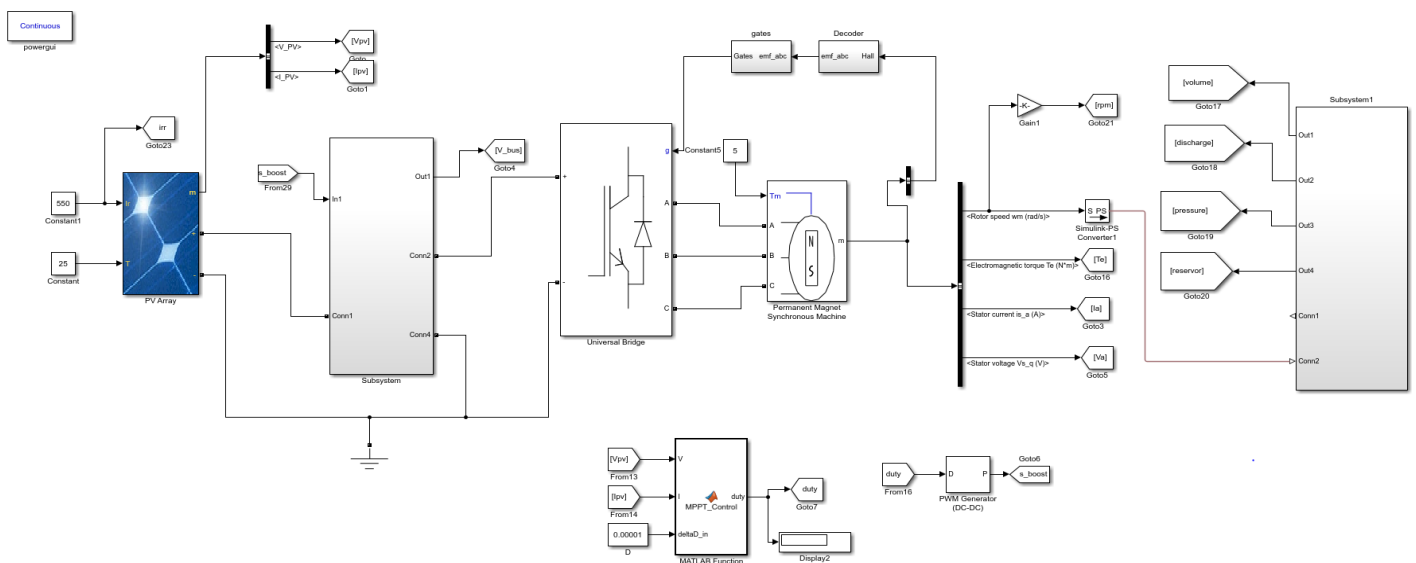 Continuous
powergui
<V_PV>
[Vpv]
Goto
<I_PV>
[Ipv]
Goto1
irr
Goto23
550
Constant1
25
Constant
Ir
T
m
+
-
PV Array
s_boost
From29
In1
Out1
Conn2
Conn1
Conn4
Subsystem
[V_bus]
Goto4
gates
Gates emf_abc
Decoder
emf_abc Hall
g
+
-
A
B
C
Universal Bridge
Constant5
5
Tm
A
B
C
N
S
m
Permanent Magnet
Synchronous Machine
-K-
Gain1
[rpm]
Goto21
<Rotor speed wm (rad/s)>
S PS
Simulink-PS
Converter1
<Electromagnetic torque Te (N*m)>
[Te]
Goto16
<Stator current is_a (A)>
[Ia]
Goto3
<Stator voltage Vs_q (V)>
[Va]
Goto5
[volume]
Goto17
[discharge]
Goto18
[pressure]
Goto19
[reservor]
Goto20
Subsystem1
Out1
Out2
Out3
Out4
Conn1
Conn2
[Vpv]
From13
[Ipv]
From14
0.00001
D
V
I
deltaD_in
MPPT_Control
duty
MATLAB Function
duty
Goto7
Display2
duty
From16
D P
PWM Generator
(DC-DC)
Goto6
s_boost